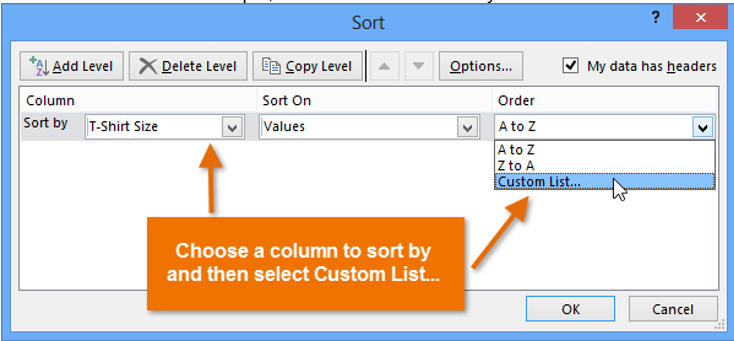 Sort
?
×
Add Level
Delete Level
Copy Level
Options...
My data has headers
Column
Sort On
Order
Sort by
T-Shirt Size
Values
A to Z
A to Z
Z to A
Custom List...
Choose a column to sort by
and then select Custom List...
OK
Cancel